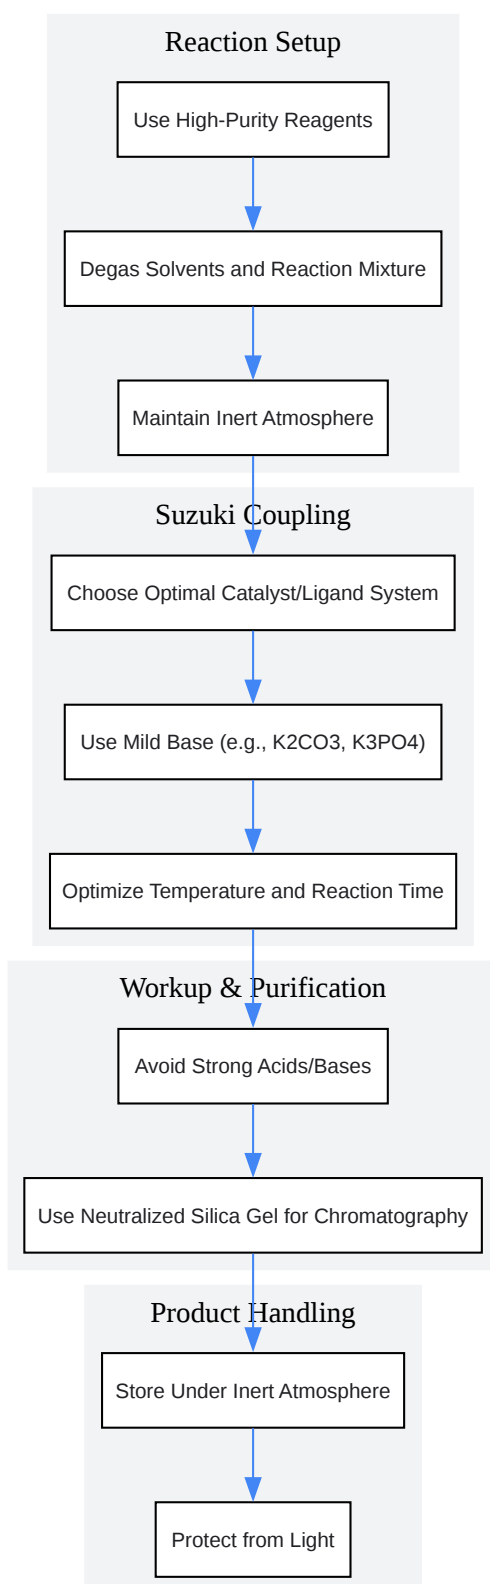 Reaction Setup
Use High-Purity Reagents
Degas Solvents and Reaction Mixture
Maintain Inert Atmosphere
Suzuki Coupling
Choose Optimal Catalyst/Ligand System
Use Mild Base (e.g., K2CO3, K3PO4)
Optimize Temperature and Reaction Time
Workup & Purification
Avoid Strong Acids/Bases
Use Neutralized Silica Gel for Chromatography
Product Handling
Store Under Inert Atmosphere
Protect from Light